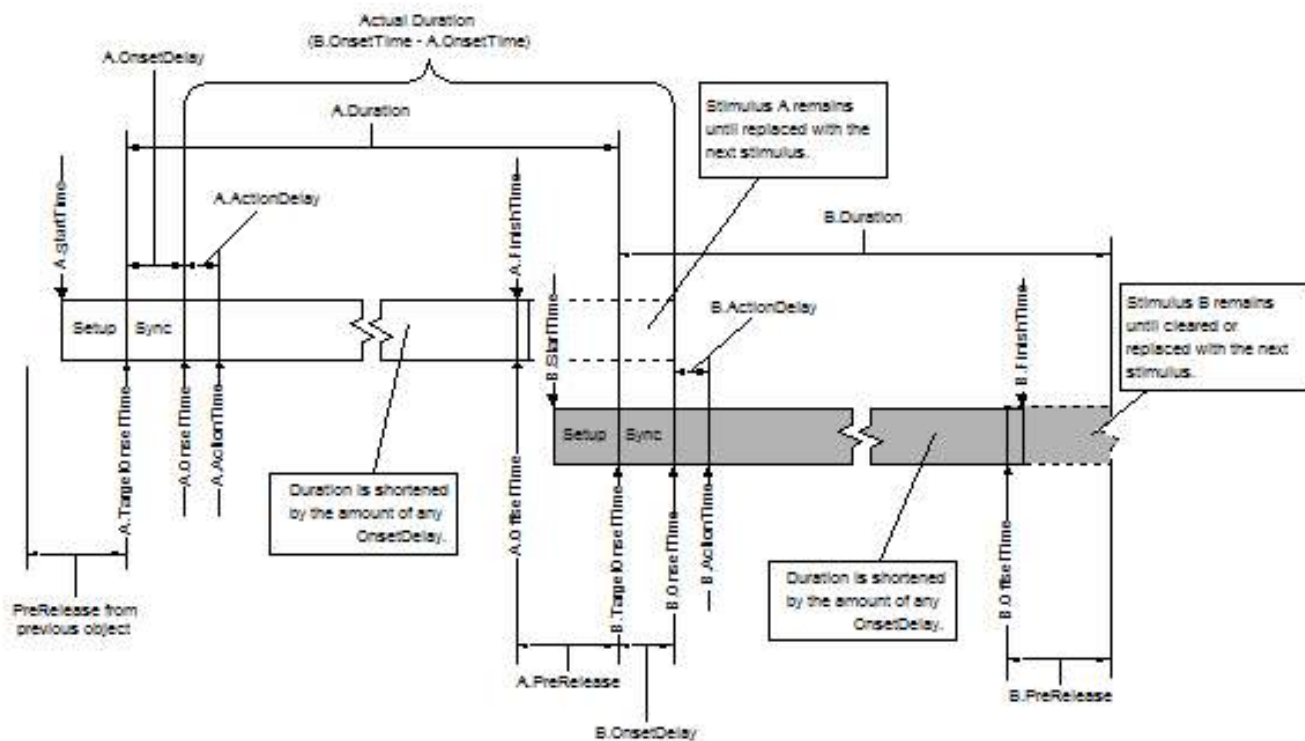 Actual Duration
(B.OnsetTime - A.OnsetTime)
A.OnsetDelay
A.Duration
Stimulus A remains
until replaced with the
next stimulus.
A.StartTime
A.ActionDelay
A.FinishTime
B.Duration
Setup
Sync
B.StartTime
B.ActionDelay
B.FinishTime
Stimulus B remains
until cleared or
replaced with the next
stimulus.
A.TargetOnsetTime
A.OnsetTime
A.ActionTime
Duration is shortened
by the amount of any
OnsetDelay.
A.OffsetTime
Setup
Sync
B.TargetOnsetTime
B.OnsetTime
B.ActionTime
Duration is shortened
by the amount of any
OnsetDelay.
B.OffsetTime
PreRelease from
previous object
A.PreRelease
B.OnsetDelay
B.PreRelease